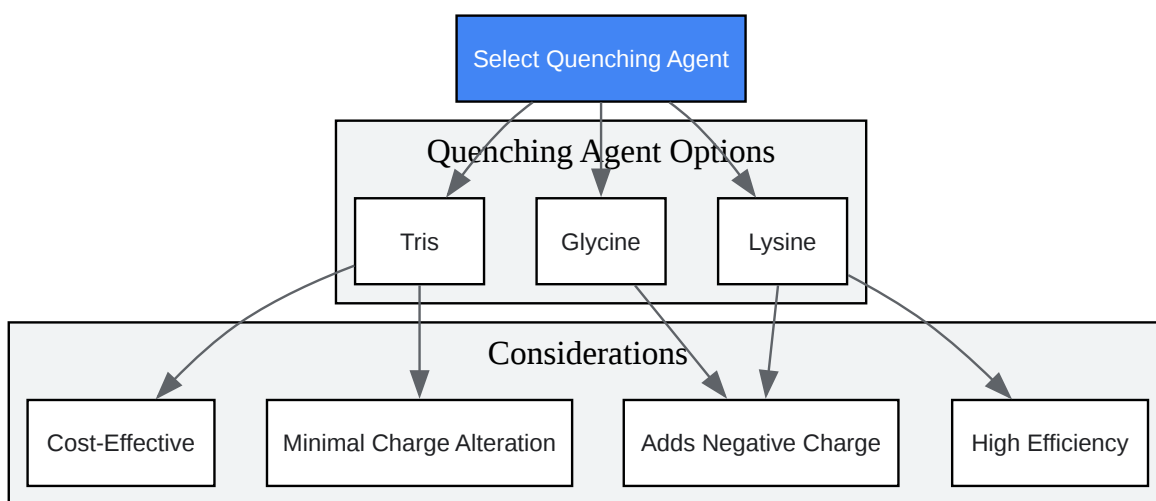 Select Quenching Agent
Quenching Agent Options
Tris
Glycine
Lysine
Considerations
Cost-Effective
Minimal Charge Alteration
Adds Negative Charge
High Efficiency